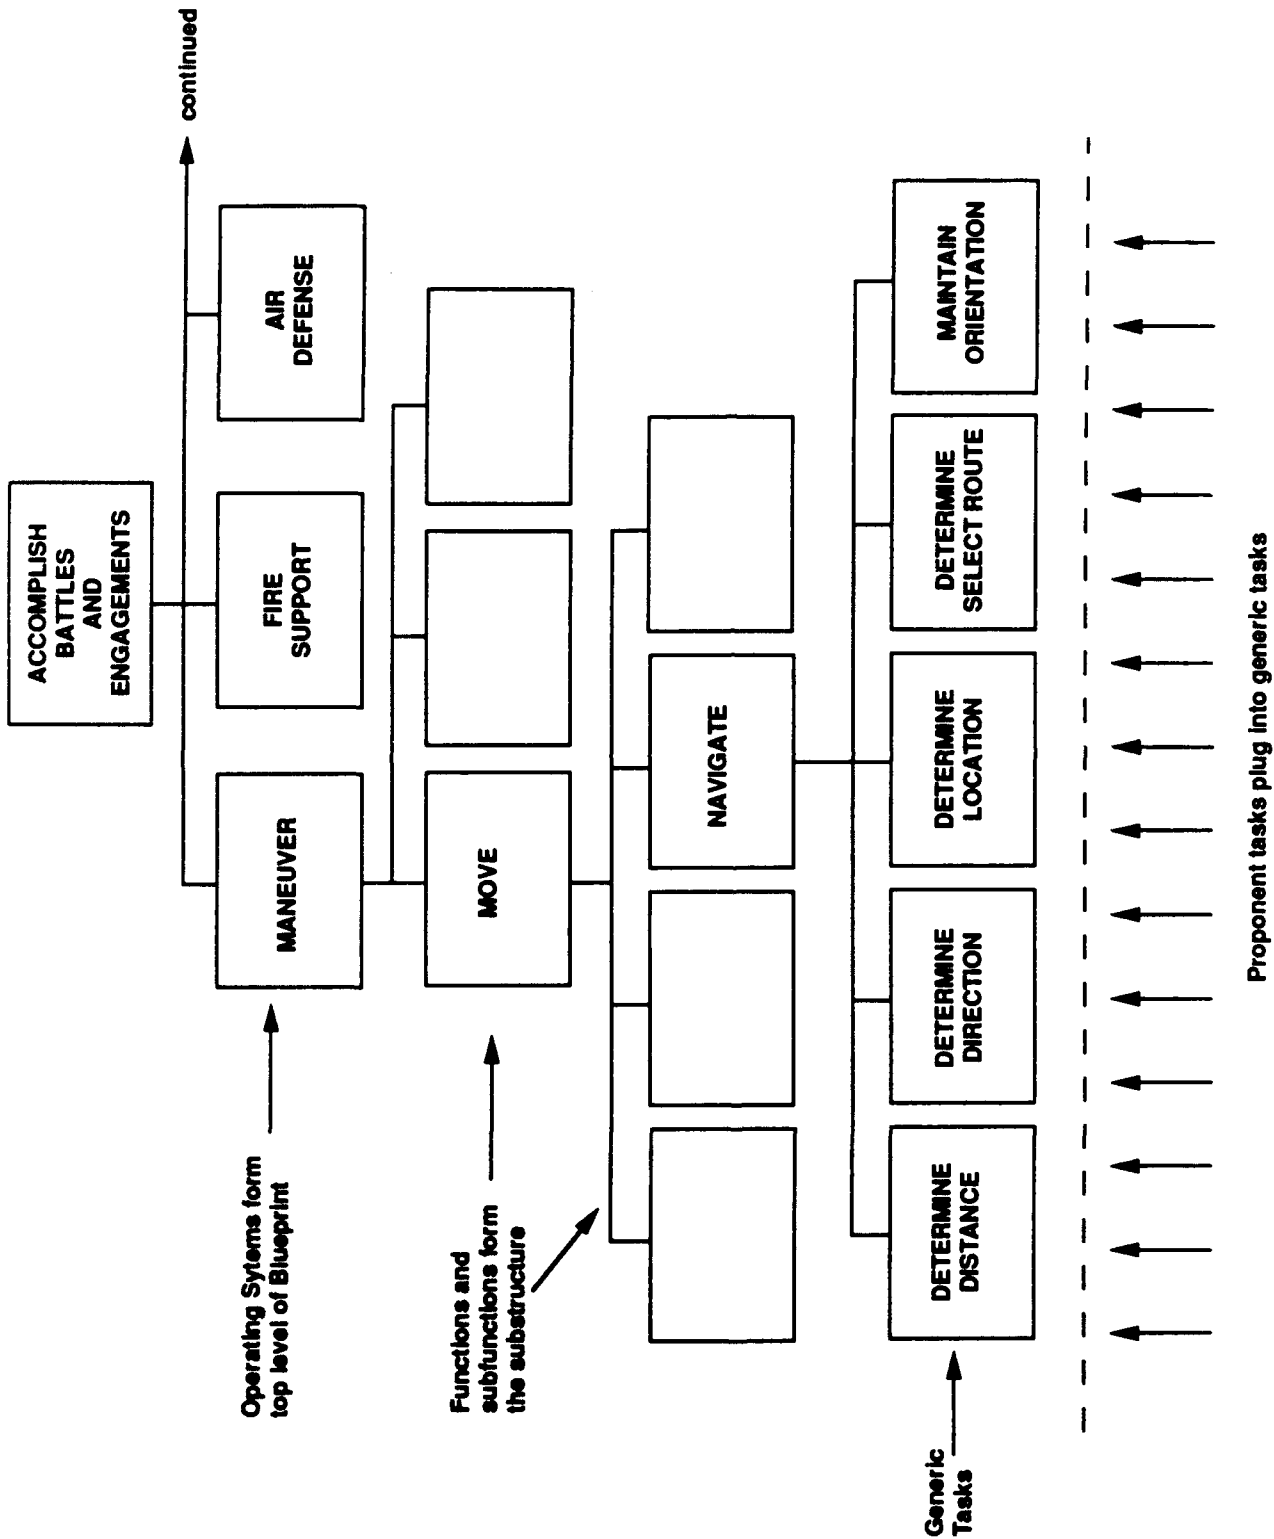 ACCOMPLISH
BATTLES
AND
ENGAGEMENTS
continued
Operating Sytems form
top level of Blueprint
MANEUVER
FIRE
SUPPORT
AIR
DEFENSE
Functions and
subfunctions form
the substructure
MOVE
NAVIGATE
Generic
Tasks
DETERMINE
DISTANCE
DETERMINE
DIRECTION
DETERMINE
LOCATION
DETERMINE
SELECT ROUTE
MAINTAIN
ORIENTATION
Proponent tasks plug into generic tasks